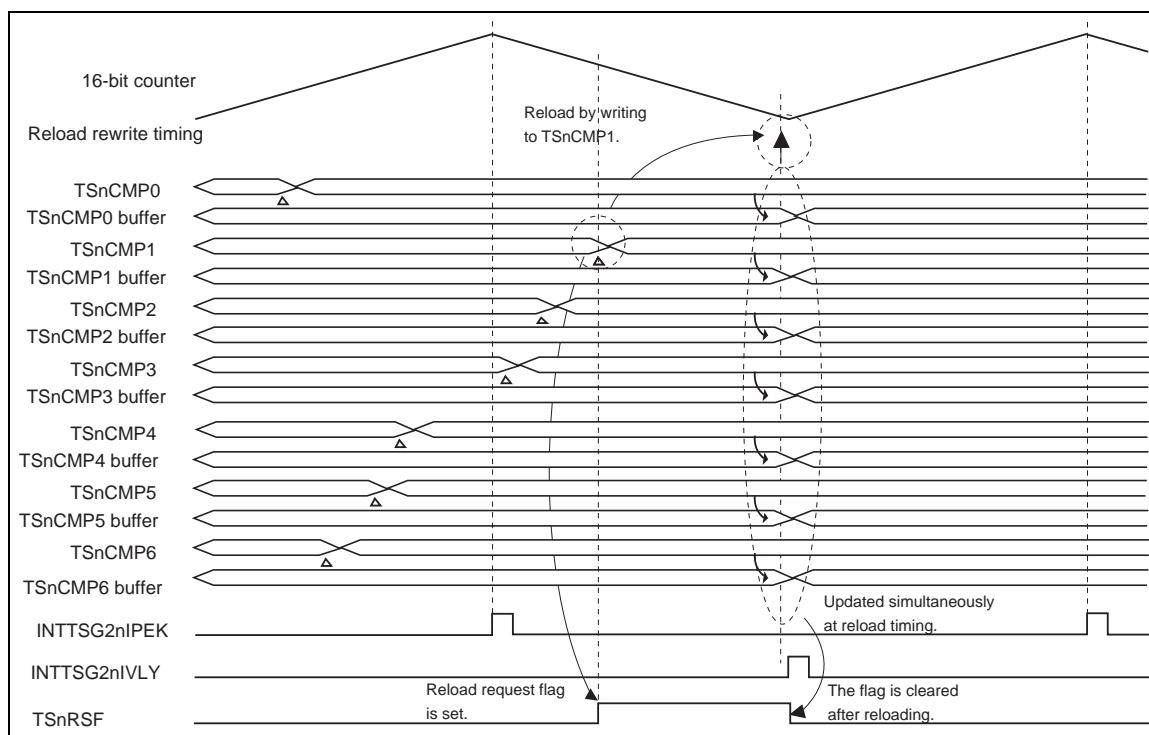 16-bit counter
Reload rewrite timing
Reload by writing
to TSnCMP1.
TSnCMP0
TSnCMP0 buffer
TSnCMP1
TSnCMP1 buffer
TSnCMP2
TSnCMP2 buffer
TSnCMP3
TSnCMP3 buffer
TSnCMP4
TSnCMP4 buffer
TSnCMP5
TSnCMP5 buffer
TSnCMP6
TSnCMP6 buffer
Updated simultaneously
at reload timing.
INTTSG2nIPEK
INTTSG2nIVLY
Reload request flag
is set.
The flag is cleared
after reloading.
TSnRSF